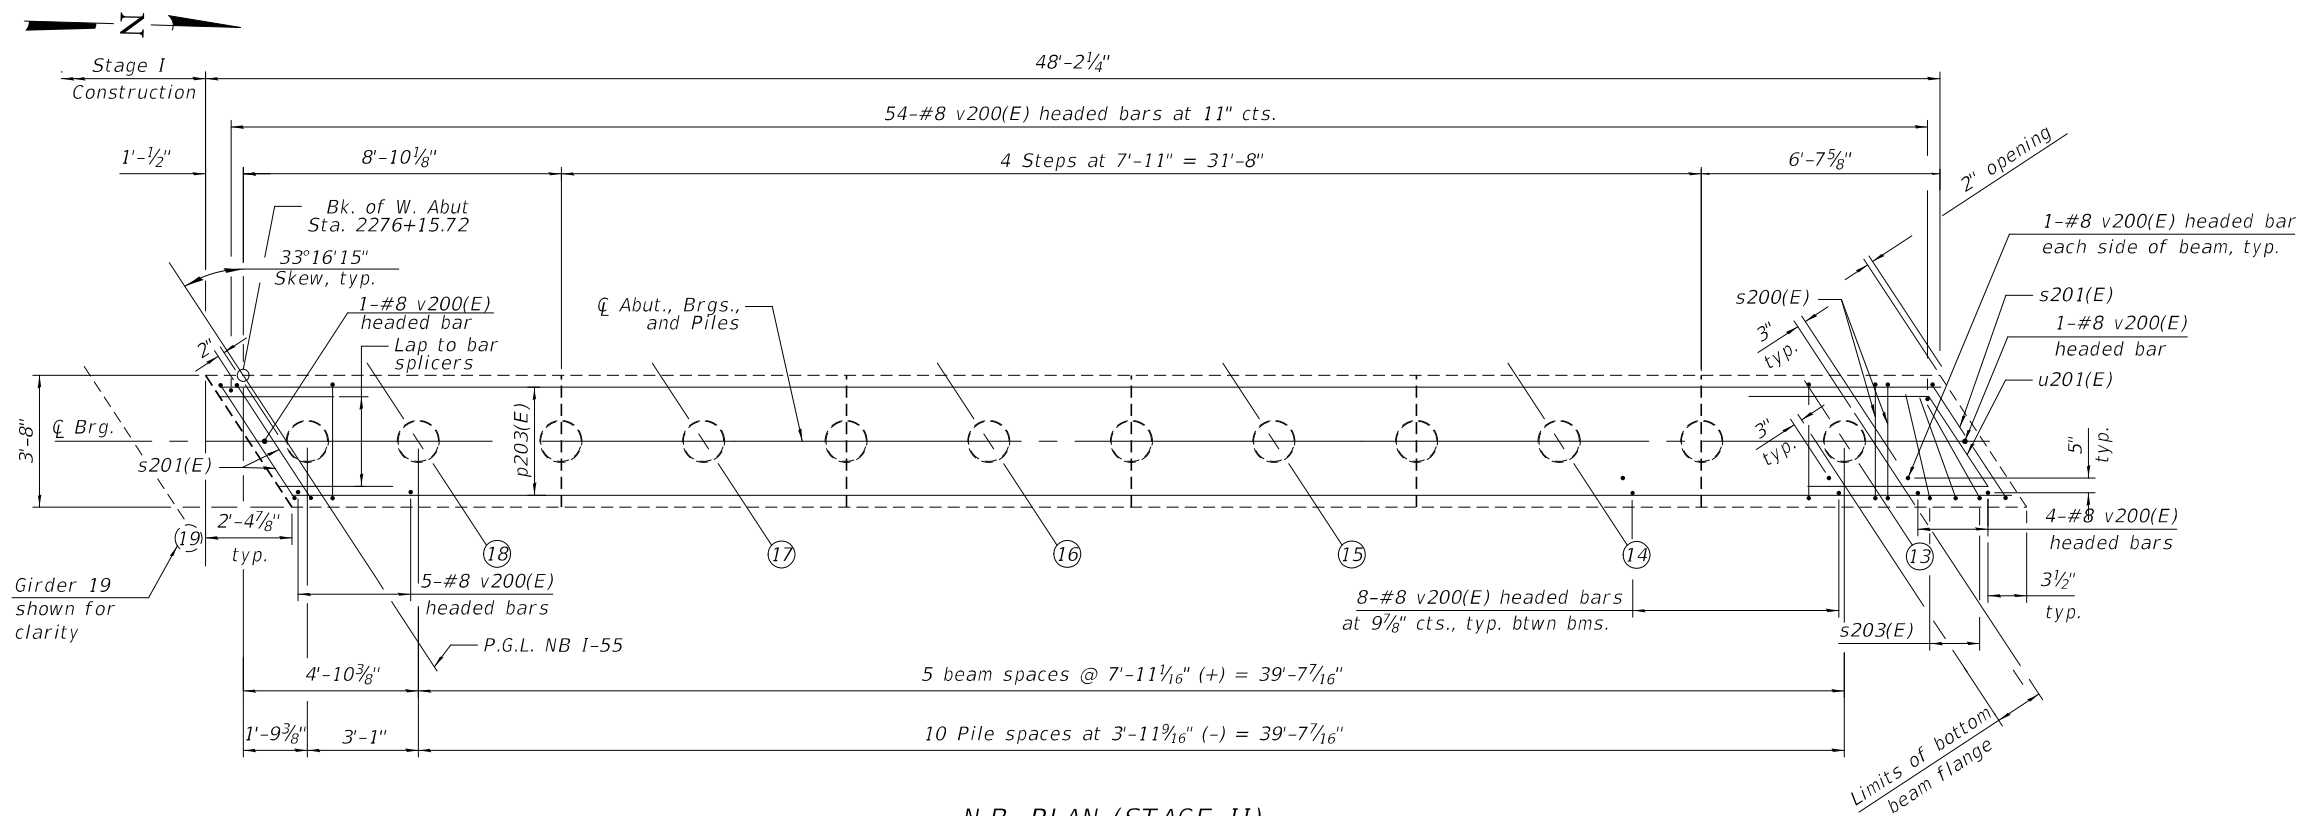 N
Stage I
Construction
48'-2¼"
54-#8 v200(E) headed bars at 11" cts.
1'-½"
8'-10⅛"
4 Steps at 7'-11" = 31'-8"
6'-7⅝"
2" opening
Bk. of W. Abut
Sta. 2276+15.72
33°16'15"
Skew, typ.
1-#8 v200(E)
headed bar
Lap to bar
splicers
2"
℄ Abut., Brgs.,
and Piles
s200(E)
3"
typ.
1-#8 v200(E) headed bar
each side of beam, typ.
s201(E)
1-#8 v200(E)
headed bar
u201(E)
3'-8"
℄ Brg.
s201(E)
p203(E)
3"
typ.
5"
typ.
2'-4⅞"
typ.
19
18
17
16
15
14
13
4-#8 v200(E)
headed bars
Girder 19
shown for
clarity
5-#8 v200(E)
headed bars
8-#8 v200(E) headed bars
at 9⅞" cts., typ. btwn bms.
3½"
typ.
s203(E)
P.G.L. NB I-55
4'-10⅜"
5 beam spaces @ 7'-11¹⁄₁₆" (+) = 39'-7⁷⁄₁₆"
1'-9⅜"
3'-1"
10 Pile spaces at 3'-11⁹⁄₁₆" (-) = 39'-7⁷⁄₁₆"
Limits of bottom
beam flange
N.B. PLAN (STAGE II)